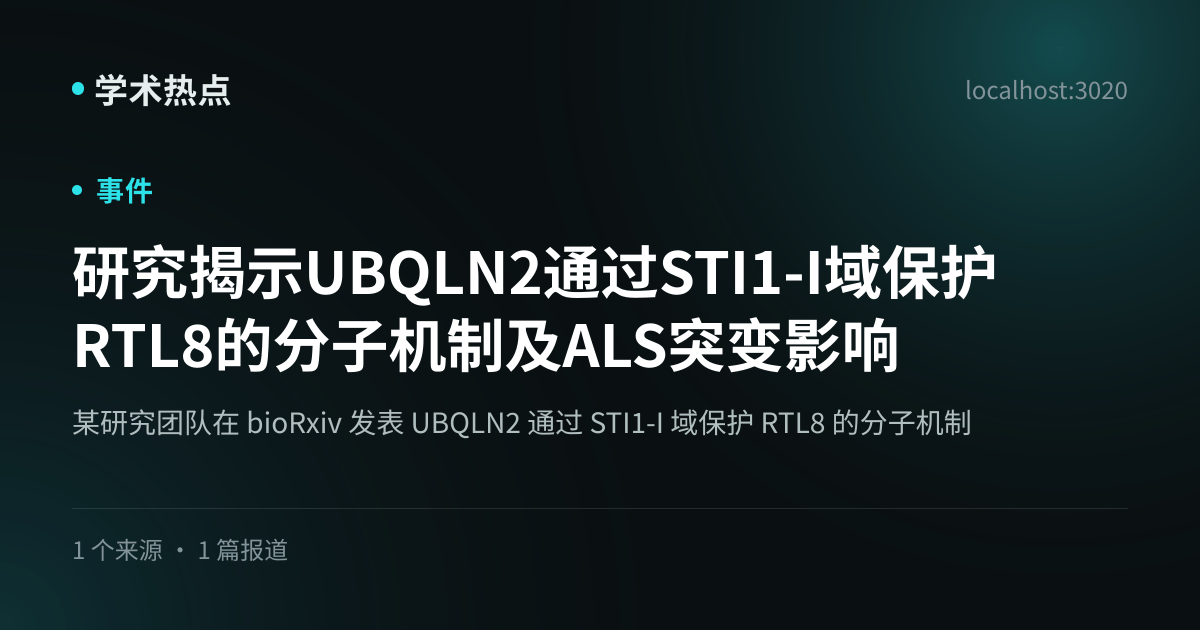 学术热点
localhost:3020
事件
研究揭示UBQLN2通过STI1-I域保护
RTL8的分子机制及ALS突变影响
某研究团队在 bioRxiv 发表 UBQLN2 通过 STI1-I 域保护 RTL8 的分子机制
1 个来源 · 1 篇报道